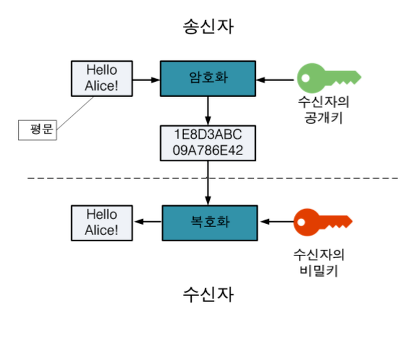 송신자
Hello
Alice!
암호화
수신자의
공개키
평문
1E8D3ABC
09A786E42
Hello
Alice!
복호화
수신자의
비밀키
수신자